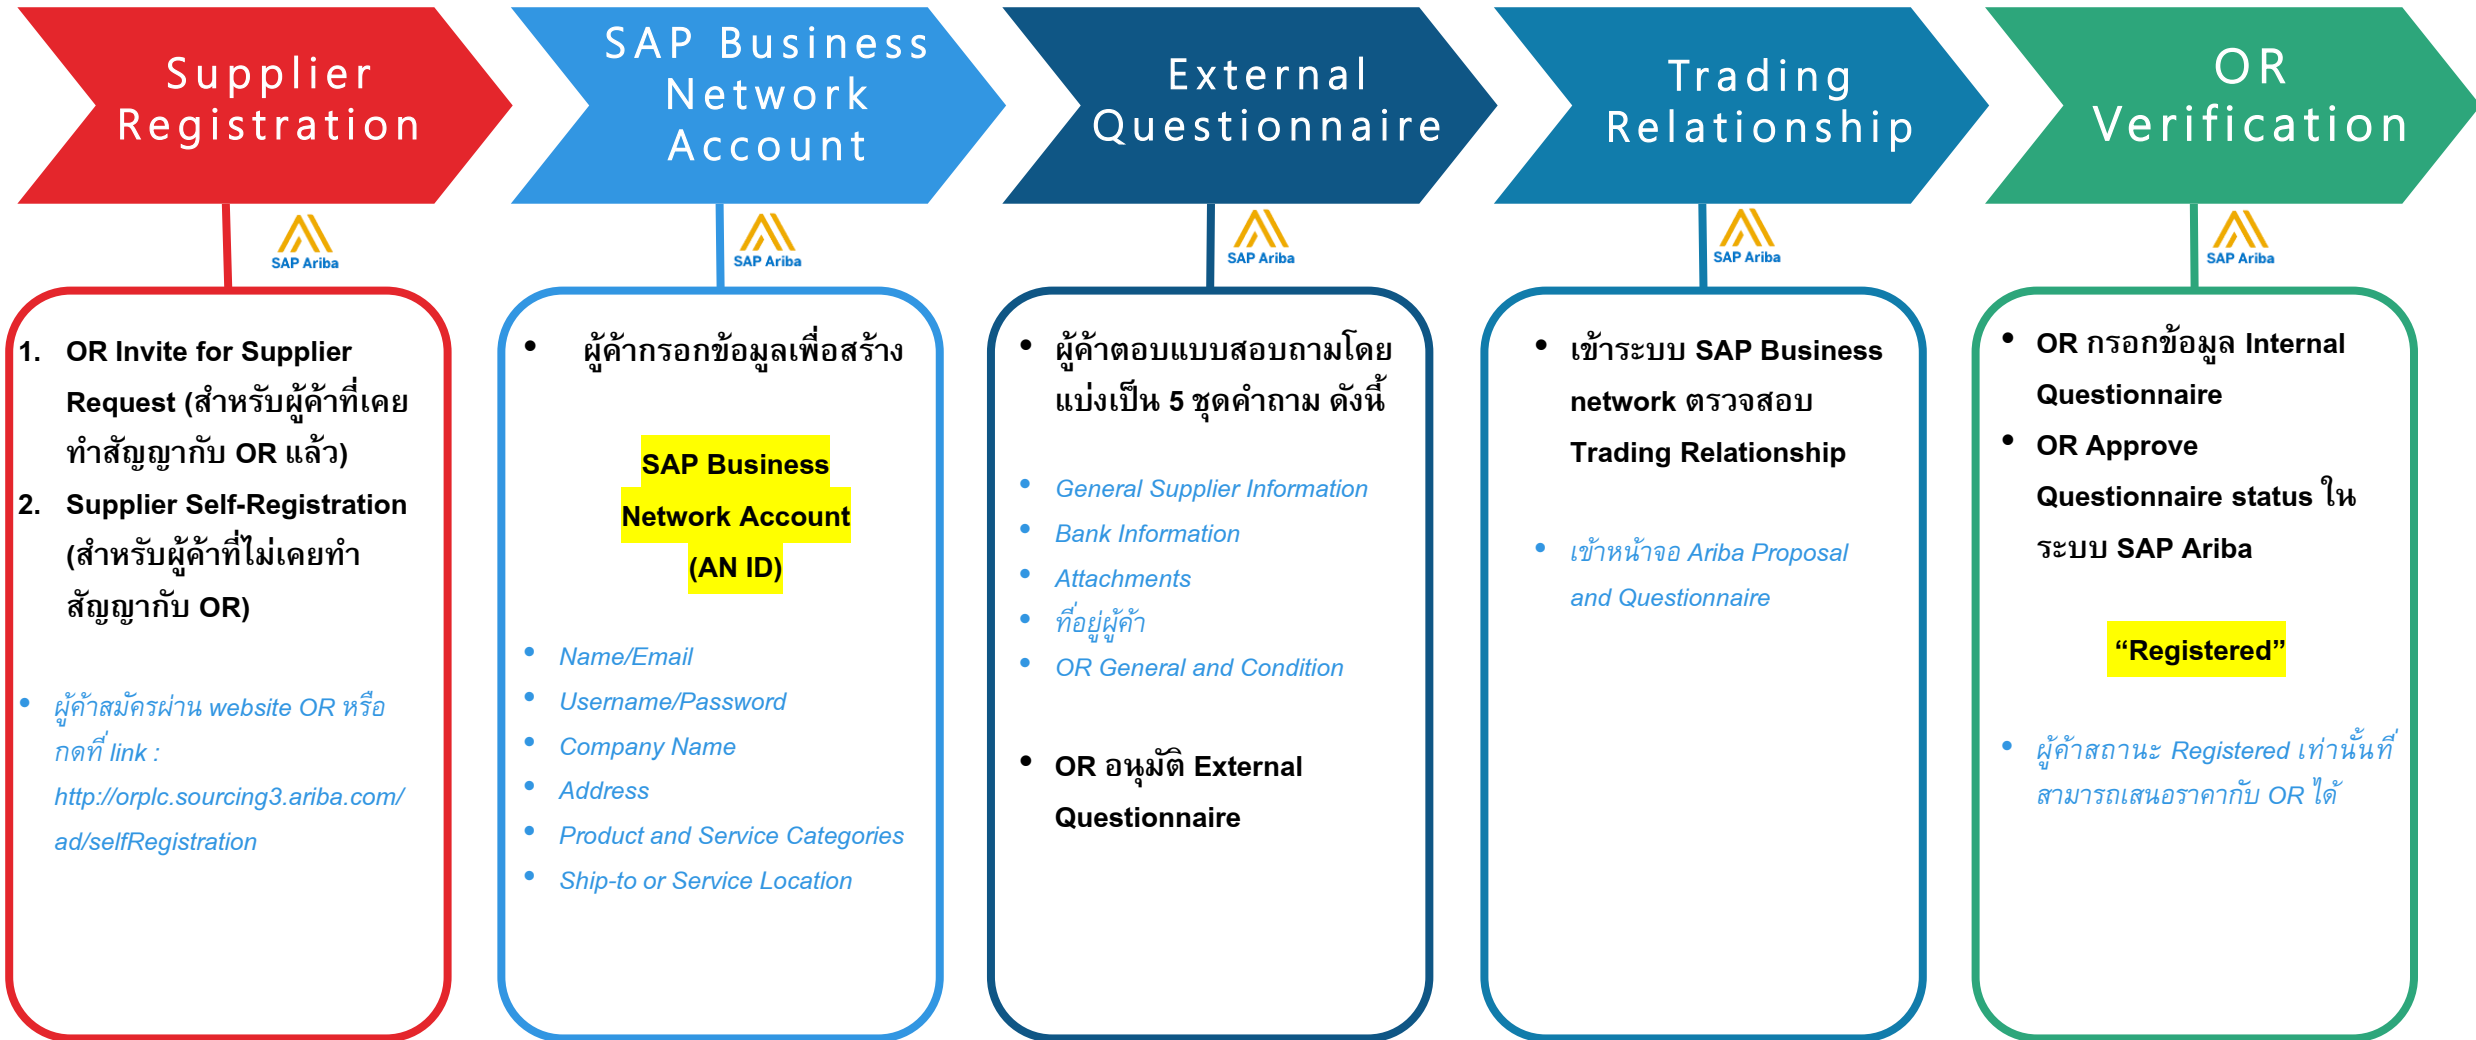 Supplier
Registration
SAP Business
Network
Account
External
Questionnaire
Trading
Relationship
OR
Verification
SAP Ariba
SAP Ariba
SAP Ariba
SAP Ariba
SAP Ariba
1. OR Invite for Supplier
Request (สำหรับผู้ค้าที่เคย
ทำสัญญากับ OR แล้ว)
2. Supplier Self-Registration
(สำหรับผู้ค้าที่ไม่เคยทำ
สัญญากับ OR)
• ผู้ค้าสมัครผ่าน website OR หรือ
กดที่ link :
http://orplc.sourcing3.ariba.com/
ad/selfRegistration
• ผู้ค้ากรอกข้อมูลเพื่อสร้าง
SAP Business
Network Account
(AN ID)
• Name/Email
• Username/Password
• Company Name
• Address
• Product and Service Categories
• Ship-to or Service Location
• ผู้ค้าตอบแบบสอบถามโดย
แบ่งเป็น 5 ชุดคำถาม ดังนี้
• General Supplier Information
• Bank Information
• Attachments
• ที่อยู่ผู้ค้า
• OR General and Condition
• OR อนุมัติ External
Questionnaire
• เข้าระบบ SAP Business
network ตรวจสอบ
Trading Relationship
• เข้าหน้าจอ Ariba Proposal
and Questionnaire
• OR กรอกข้อมูล Internal
Questionnaire
• OR Approve
Questionnaire status ใน
ระบบ SAP Ariba
“Registered”
• ผู้ค้าสถานะ Registered เท่านั้นที่
สามารถเสนอราคากับ OR ได้